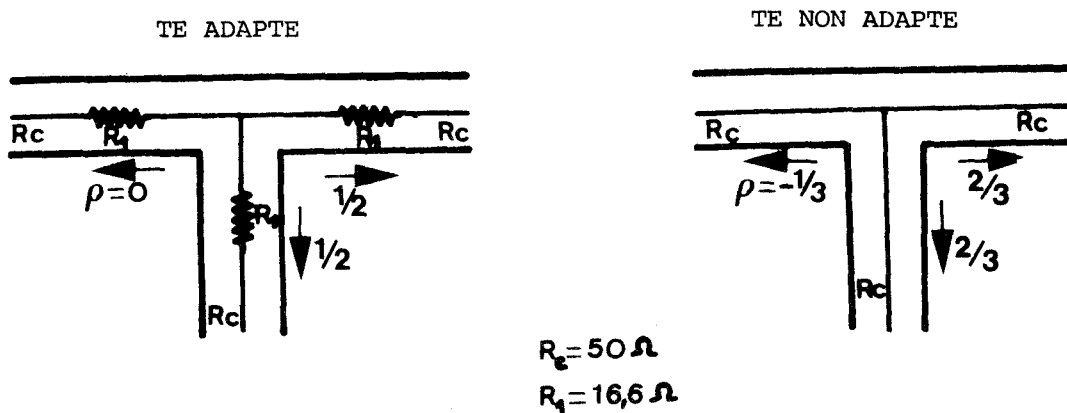 TE ADAPTE
TE NON ADAPTE
Rc
R1
R1
Rc
ρ=0
1/2
R1
1/2
Rc
Rc
Rc
ρ=-1/3
2/3
2/3
Rc
Rc=50 Ω
R1=16,6 Ω